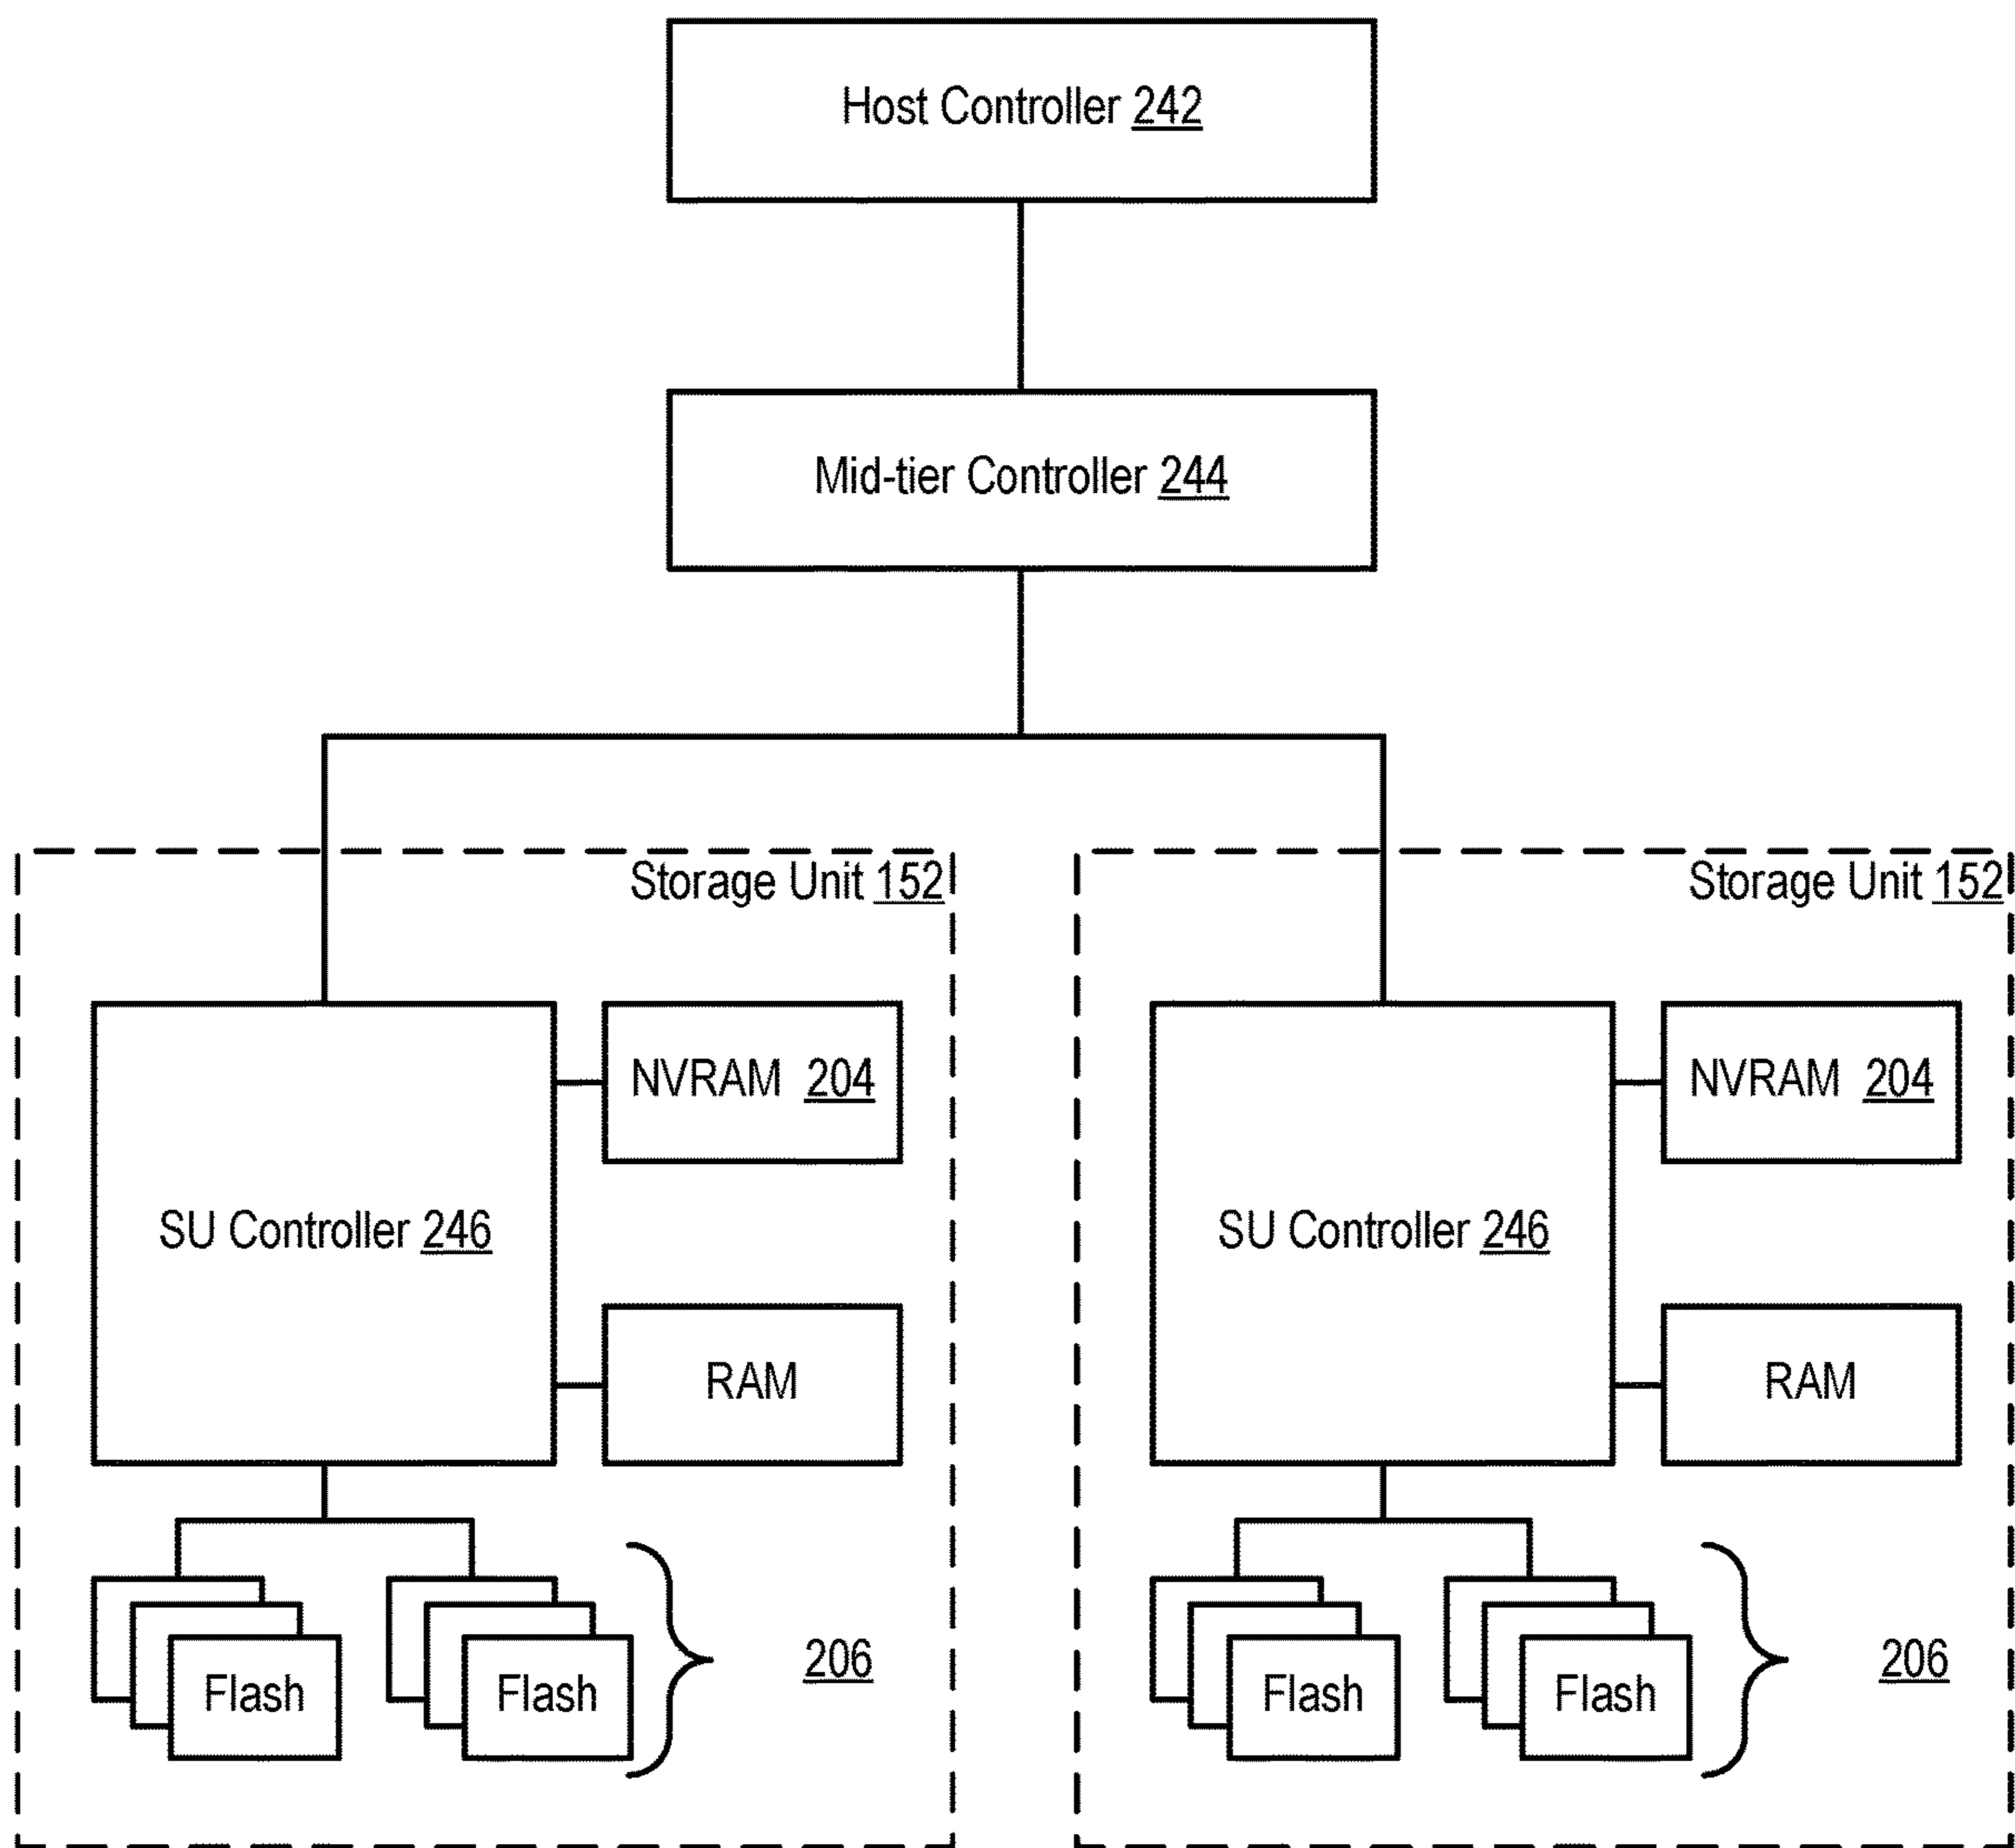 Host Controller 242
Mid-tier Controller 244
Storage Unit 152
Storage Unit 152
NVRAM 204
NVRAM 204
SU Controller 246
SU Controller 246
RAM
RAM
Flash
Flash
206
Flash
Flash
206